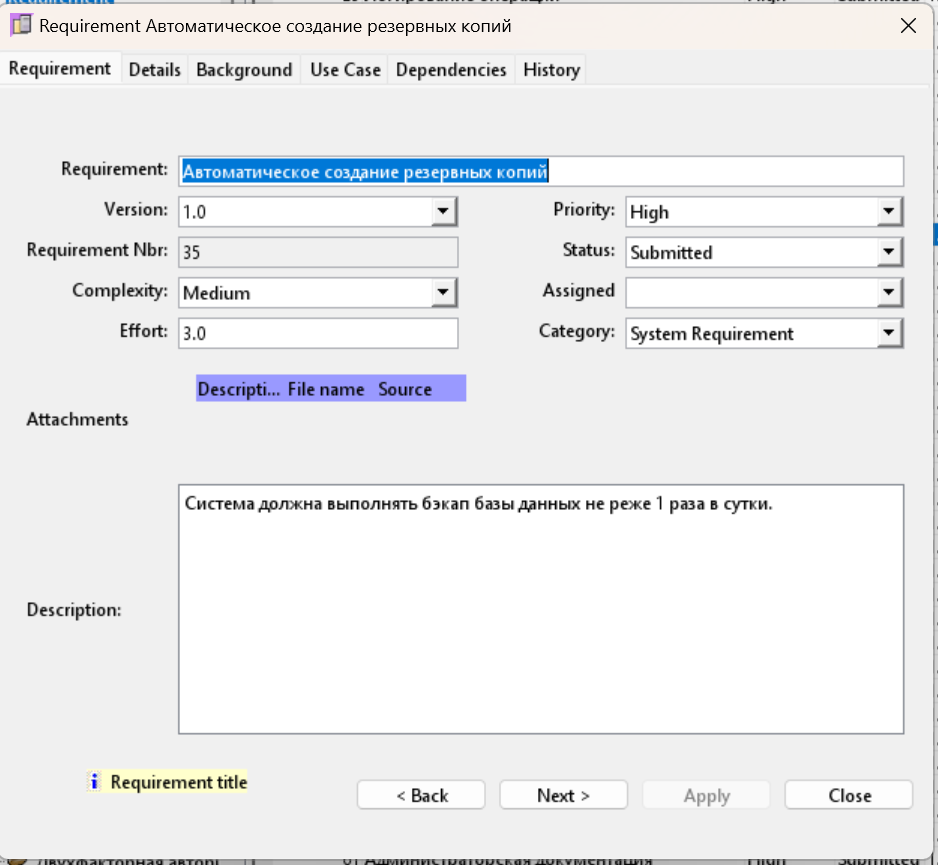 Requirement Автоматическое создание резервных копий
Requirement Details Background Use Case Dependencies History
Requirement: Автоматическое создание резервных копий
Version: 1.0 Priority: High
Requirement Nbr: 35 Status: Submitted
Complexity: Medium Assigned
Effort: 3.0 Category: System Requirement
Descripti... File name Source
Attachments
Система должна выполнять бэкап базы данных не реже 1 раза в сутки.
Description:
i Requirement title
< Back Next > Apply Close